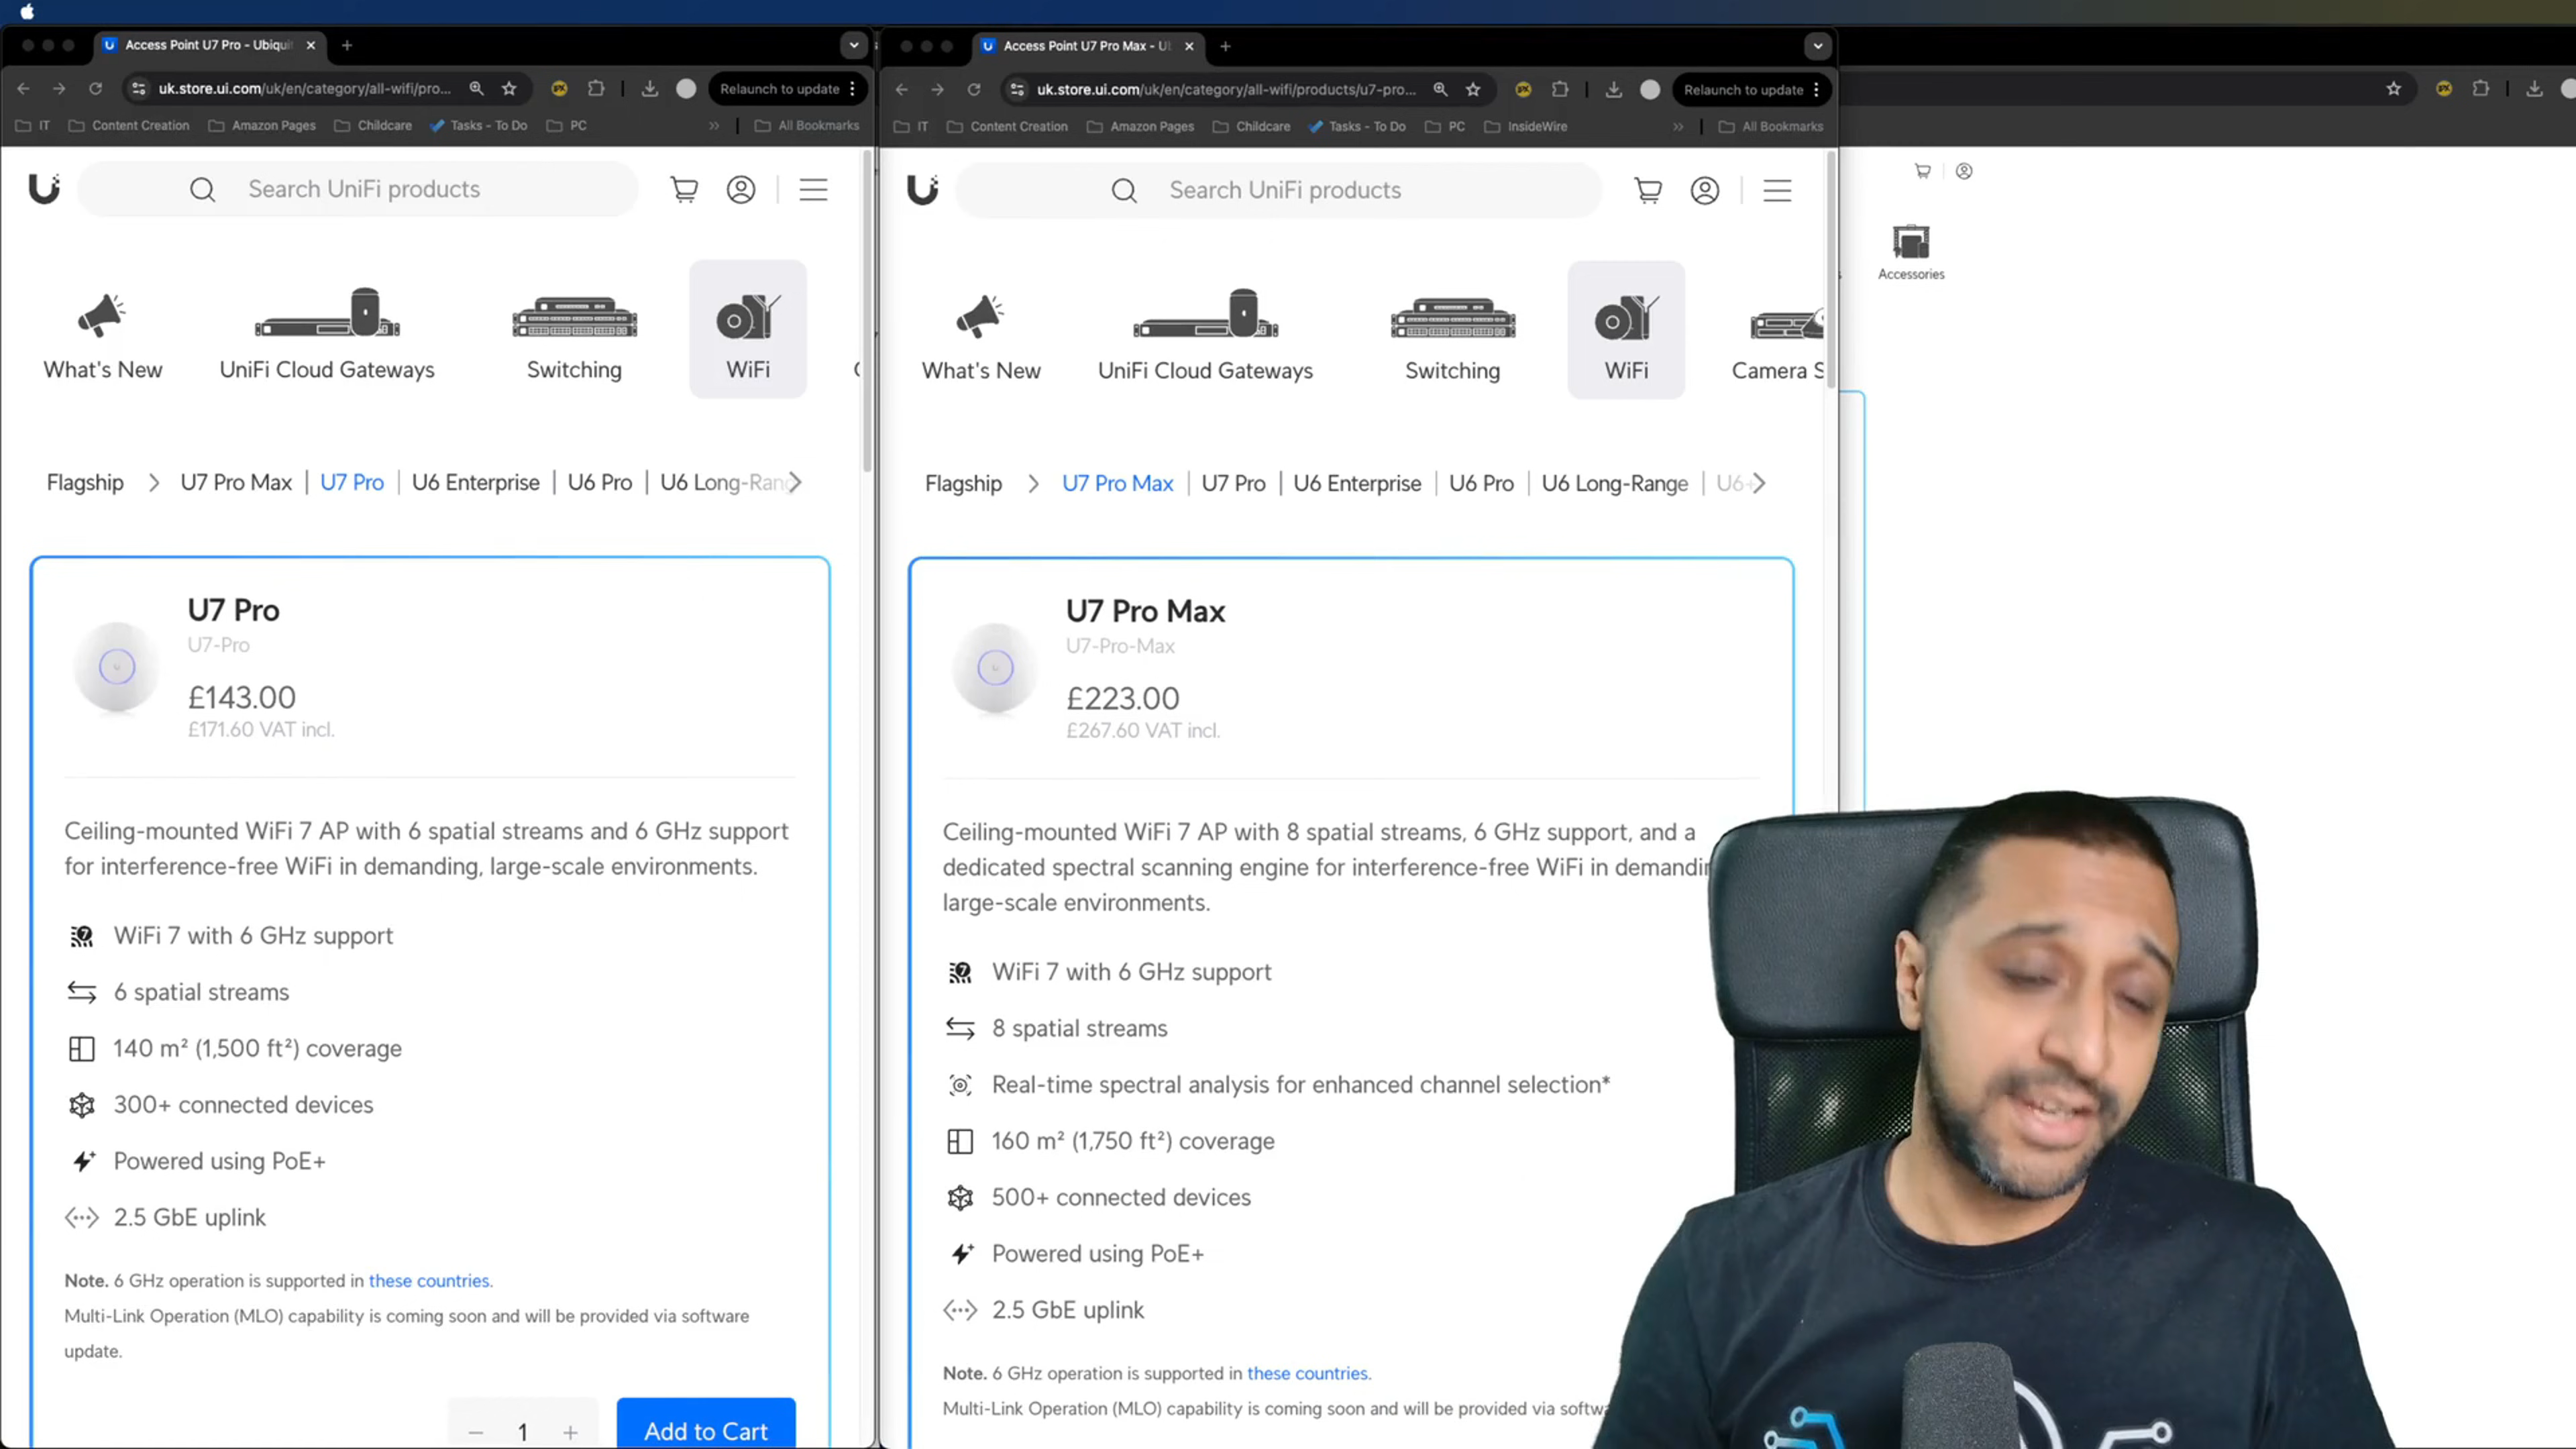 Access Point U7 Pro - Ubiqui
uk.store.ui.com/uk/en/category/all-wifi/pro...
Relaunch to update
IT
Content Creation
Amazon Pages
Childcare
Tasks - To Do
PC
All Bookmarks
Search UniFi products
What's New
UniFi Cloud Gateways
Switching
WiFi
Flagship
U7 Pro Max
U7 Pro
U6 Enterprise
U6 Pro
U6 Long-Rang
U7 Pro
U7-Pro
£143.00
£171.60 VAT incl.
Ceiling-mounted WiFi 7 AP with 6 spatial streams and 6 GHz support
for interference-free WiFi in demanding, large-scale environments.
WiFi 7 with 6 GHz support
6 spatial streams
140 m² (1,500 ft²) coverage
300+ connected devices
Powered using PoE+
2.5 GbE uplink
Note. 6 GHz operation is supported in these countries.
Multi-Link Operation (MLO) capability is coming soon and will be provided via software
update.
1
Add to Cart
Access Point U7 Pro Max - U
uk.store.ui.com/uk/en/category/all-wifi/products/u7-pro...
Relaunch to update
IT
Content Creation
Amazon Pages
Childcare
Tasks - To Do
PC
InsideWire
All Bookmarks
Search UniFi products
What's New
UniFi Cloud Gateways
Switching
WiFi
Camera S
Flagship
U7 Pro Max
U7 Pro
U6 Enterprise
U6 Pro
U6 Long-Range
U6+
U7 Pro Max
U7-Pro-Max
£223.00
£267.60 VAT incl.
Ceiling-mounted WiFi 7 AP with 8 spatial streams, 6 GHz support, and a
dedicated spectral scanning engine for interference-free WiFi in demandin
large-scale environments.
WiFi 7 with 6 GHz support
8 spatial streams
Real-time spectral analysis for enhanced channel selection*
160 m² (1,750 ft²) coverage
500+ connected devices
Powered using PoE+
2.5 GbE uplink
Note. 6 GHz operation is supported in these countries.
Multi-Link Operation (MLO) capability is coming soon and will be provided via softwa
Accessories